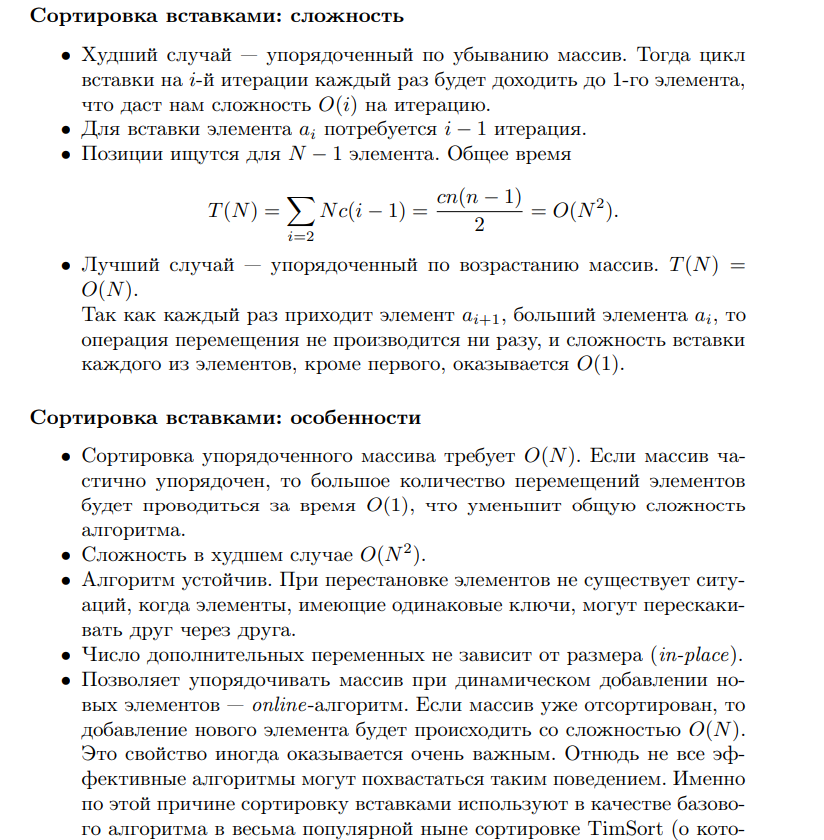 Сортировка вставками: сложность
• Худший случай — упорядоченный по убыванию массив. Тогда цикл
вставки на i-й итерации каждый раз будет доходить до 1-го элемента,
что даст нам сложность O(i) на итерацию.
• Для вставки элемента aᵢ потребуется i − 1 итерация.
• Позиции ищутся для N − 1 элемента. Общее время
T(N) = ∑_{i=2} Nc(i − 1) = cn(n − 1)/2 = O(N²).
• Лучший случай — упорядоченный по возрастанию массив. T(N) =
O(N).
Так как каждый раз приходит элемент aᵢ₊₁, больший элемента aᵢ, то
операция перемещения не производится ни разу, и сложность вставки
каждого из элементов, кроме первого, оказывается O(1).
Сортировка вставками: особенности
• Сортировка упорядоченного массива требует O(N). Если массив ча-
стично упорядочен, то большое количество перемещений элементов
будет проводиться за время O(1), что уменьшит общую сложность
алгоритма.
• Сложность в худшем случае O(N²).
• Алгоритм устойчив. При перестановке элементов не существует ситу-
аций, когда элементы, имеющие одинаковые ключи, могут перескаки-
вать друг через друга.
• Число дополнительных переменных не зависит от размера (in-place).
• Позволяет упорядочивать массив при динамическом добавлении но-
вых элементов — online-алгоритм. Если массив уже отсортирован, то
добавление нового элемента будет происходить со сложностью O(N).
Это свойство иногда оказывается очень важным. Отнюдь не все эф-
фективные алгоритмы могут похвастаться таким поведением. Именно
по этой причине сортировку вставками используют в качестве базово-
го алгоритма в весьма популярной ныне сортировке TimSort (о кото-